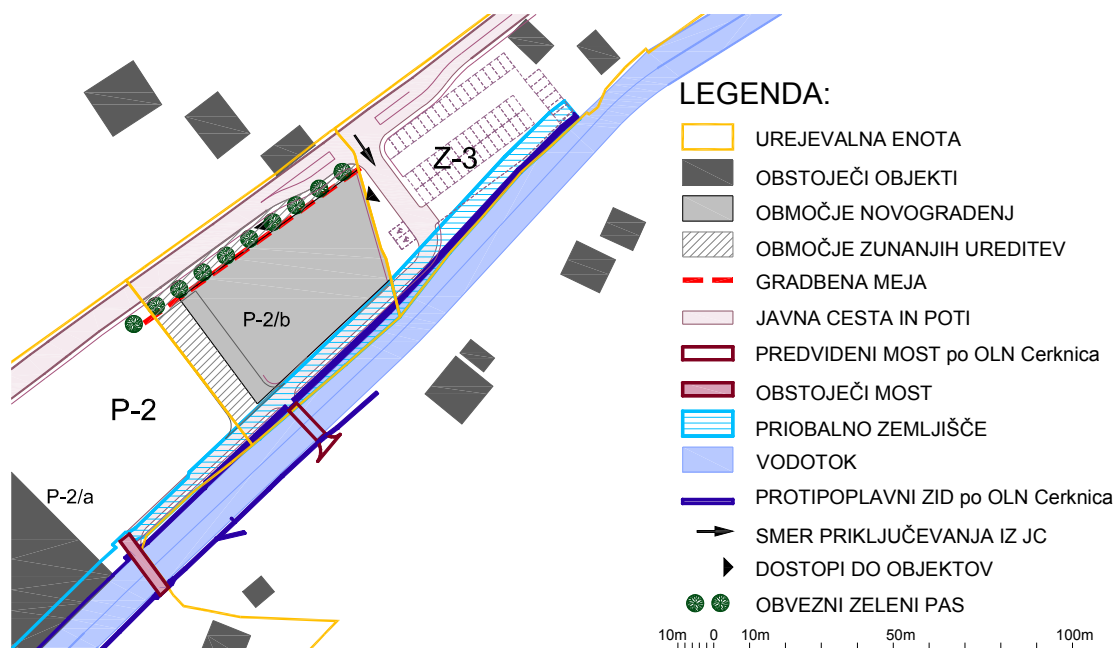 LEGENDA:
UREJEVALNA ENOTA
OBSTOJEČI OBJEKTI
OBMOČJE NOVOGRADENJ
OBMOČJE ZUNANJIH UREDITEV
GRADBENA MEJA
JAVNA CESTA IN POTI
PREDVIDENI MOST po OLN Cerknica
OBSTOJEČI MOST
PRIOBALNO ZEMLJIŠČE
VODOTOK
PROTIPOPLAVNI ZID po OLN Cerknica
SMER PRIKLJUČEVANJA IZ JC
DOSTOPI DO OBJEKTOV
OBVEZNI ZELENI PAS
10m 0 10m 50m 100m
Z-3
P-2/b
P-2
P-2/a